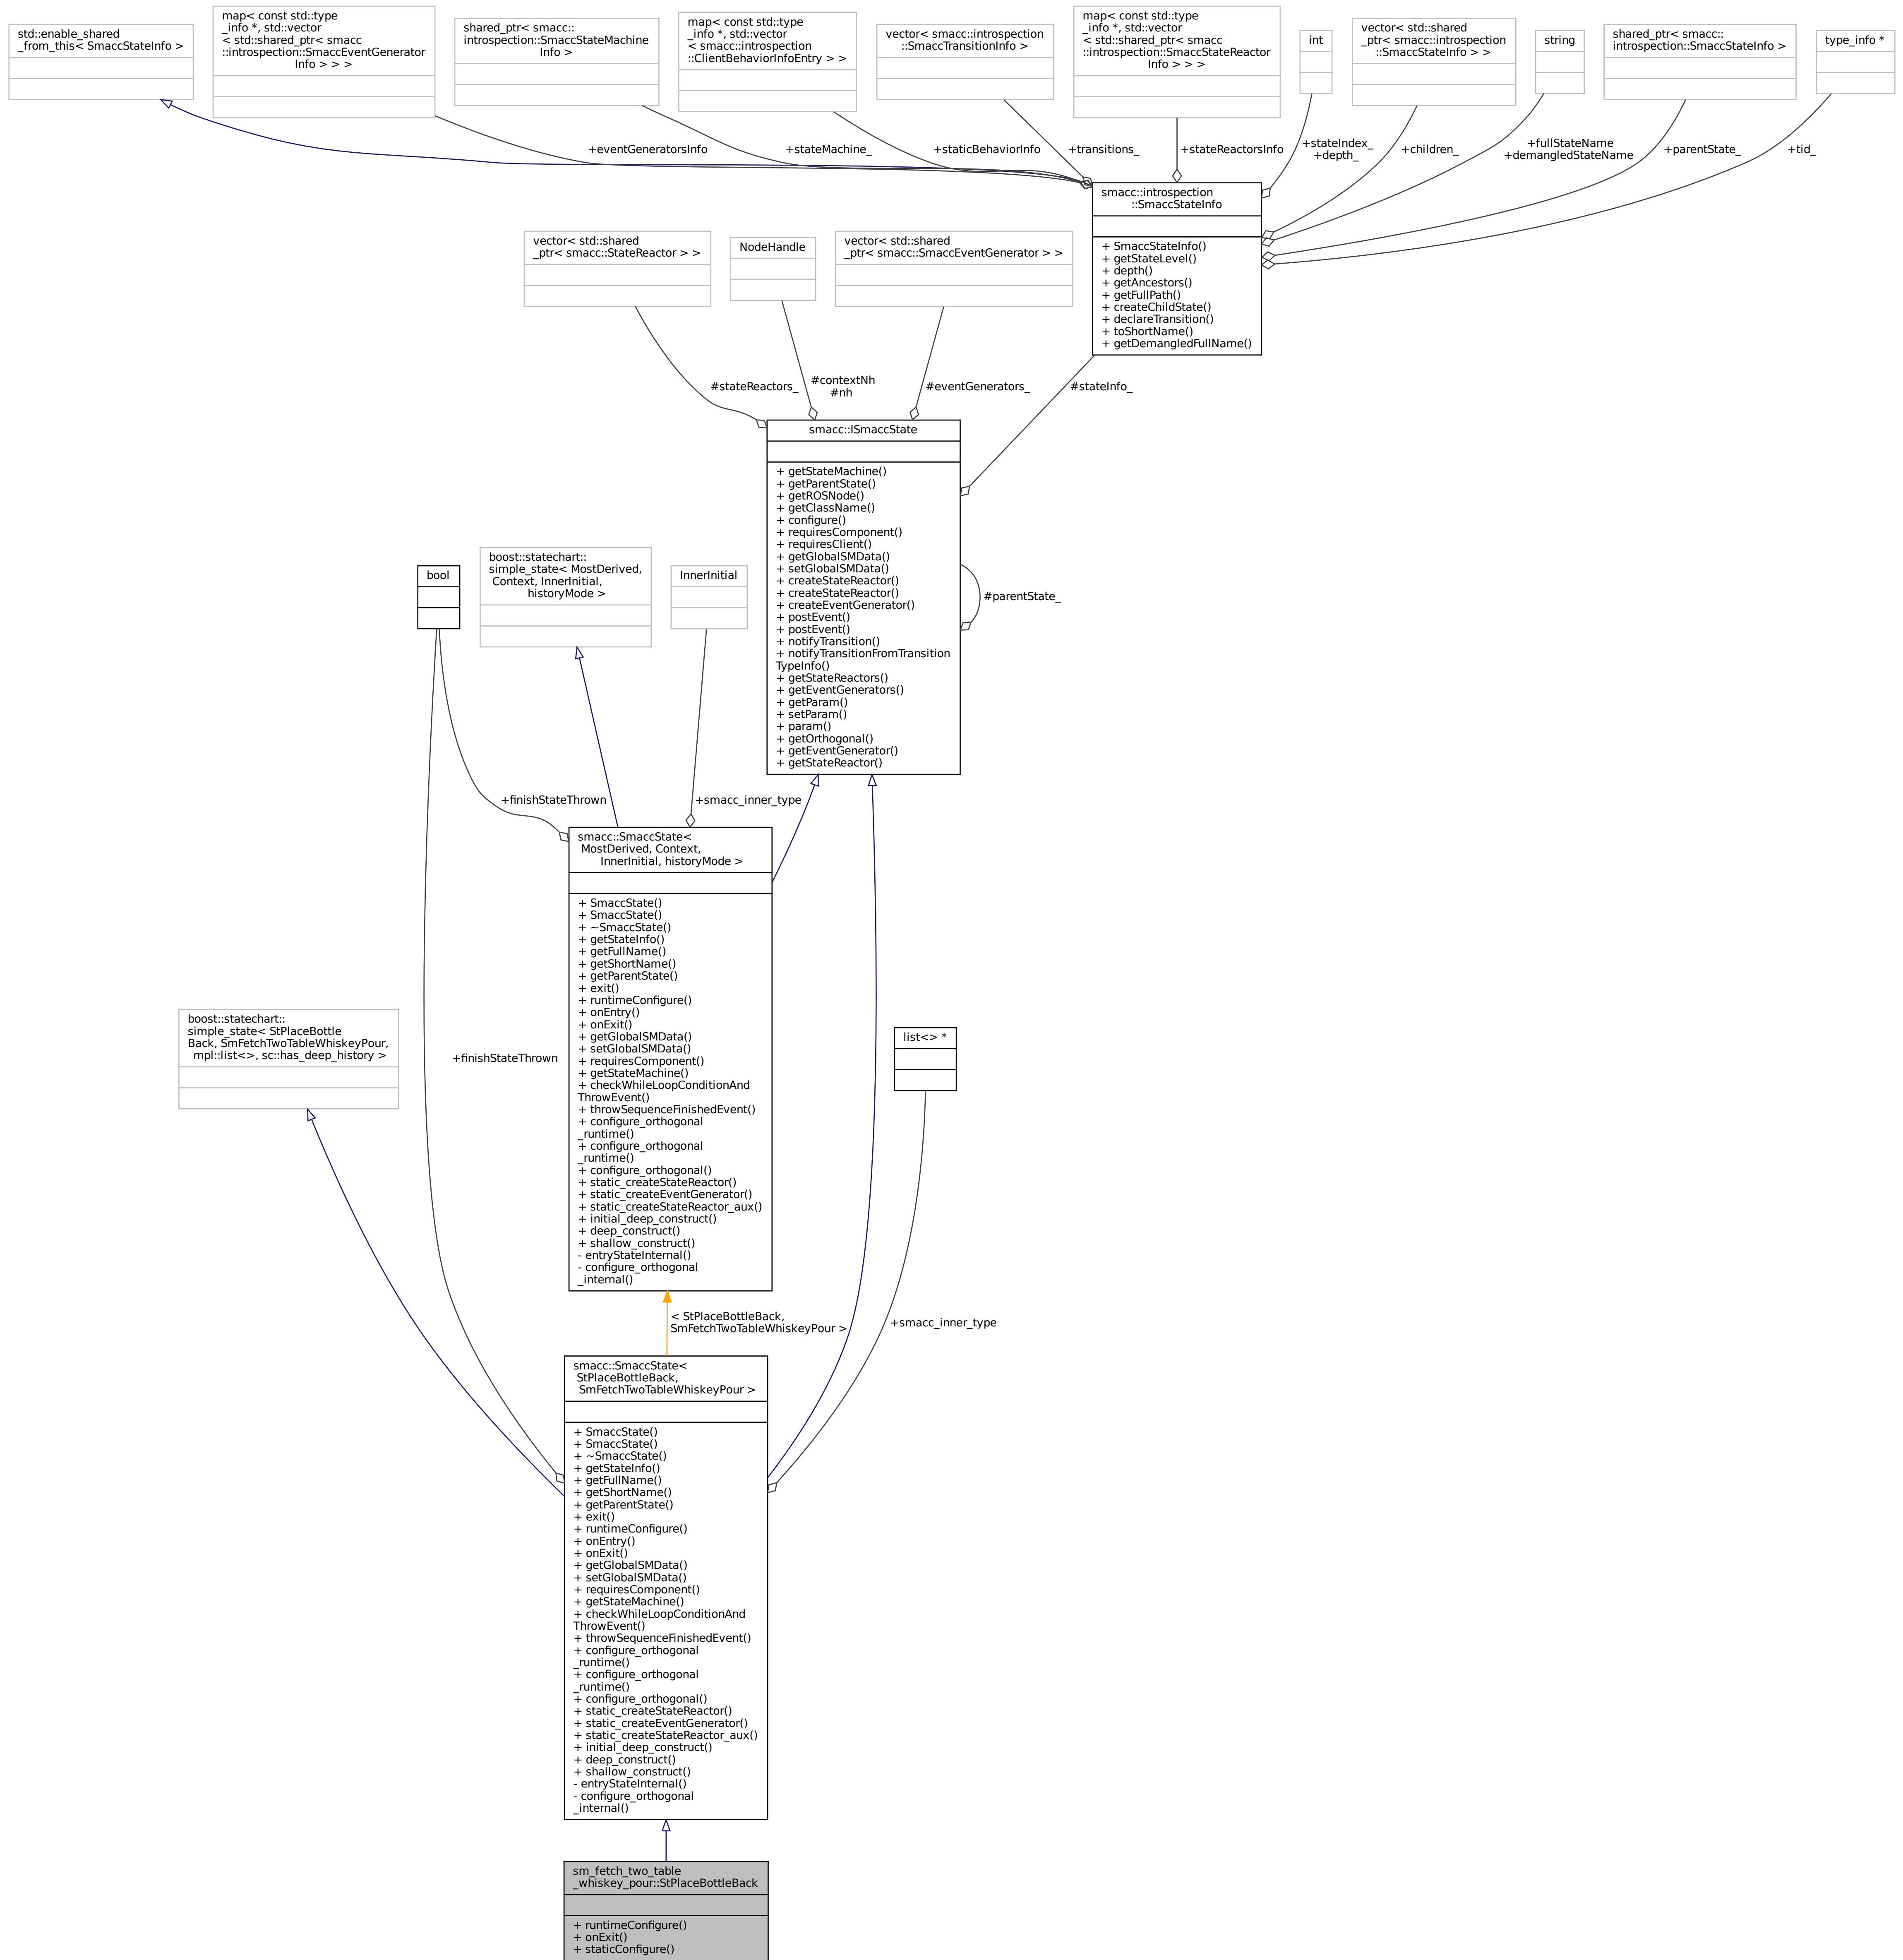 std::enable_shared
_from_this< SmaccStateInfo >
map< const std::type
_info *, std::vector
< std::shared_ptr< smacc
::introspection::SmaccEventGenerator
Info > > >
shared_ptr< smacc::
introspection::SmaccStateMachine
Info >
map< const std::type
_info *, std::vector
< smacc::introspection
::ClientBehaviorInfoEntry > >
vector< smacc::introspection
::SmaccTransitionInfo >
map< const std::type
_info *, std::vector
< std::shared_ptr< smacc
::introspection::SmaccStateReactor
Info > > >
int
vector< std::shared
_ptr< smacc::introspection
::SmaccStateInfo > >
string
shared_ptr< smacc::
introspection::SmaccStateInfo >
type_info *
+eventGeneratorsInfo
+stateMachine_
+staticBehaviorInfo
+transitions_
+stateReactorsInfo
+stateIndex_
+depth_
+children_
+fullStateName
+demangledStateName
+parentState_
+tid_
smacc::introspection
::SmaccStateInfo
+ SmaccStateInfo()
+ getStateLevel()
+ depth()
+ getAncestors()
+ getFullPath()
+ createChildState()
+ declareTransition()
+ toShortName()
+ getDemangledFullName()
vector< std::shared
_ptr< smacc::StateReactor > >
NodeHandle
vector< std::shared
_ptr< smacc::SmaccEventGenerator > >
#stateReactors_
#contextNh
#nh
#eventGenerators_
#stateInfo_
smacc::ISmaccState
+ getStateMachine()
+ getParentState()
+ getROSNode()
+ getClassName()
+ configure()
+ requiresComponent()
+ requiresClient()
+ getGlobalSMData()
+ setGlobalSMData()
+ createStateReactor()
+ createStateReactor()
+ createEventGenerator()
+ postEvent()
+ postEvent()
+ notifyTransition()
+ notifyTransitionFromTransition
TypeInfo()
+ getStateReactors()
+ getEventGenerators()
+ getParam()
+ setParam()
+ param()
+ getOrthogonal()
+ getEventGenerator()
+ getStateReactor()
#parentState_
bool
boost::statechart::
simple_state< MostDerived,
Context, InnerInitial,
historyMode >
InnerInitial
+finishStateThrown
+smacc_inner_type
smacc::SmaccState<
MostDerived, Context,
InnerInitial, historyMode >
+ SmaccState()
+ SmaccState()
+ ~SmaccState()
+ getStateInfo()
+ getFullName()
+ getShortName()
+ getParentState()
+ exit()
+ runtimeConfigure()
+ onEntry()
+ onExit()
+ getGlobalSMData()
+ setGlobalSMData()
+ requiresComponent()
+ getStateMachine()
+ checkWhileLoopConditionAnd
ThrowEvent()
+ throwSequenceFinishedEvent()
+ configure_orthogonal
_runtime()
+ configure_orthogonal
_runtime()
+ configure_orthogonal()
+ static_createStateReactor()
+ static_createEventGenerator()
+ static_createStateReactor_aux()
+ initial_deep_construct()
+ deep_construct()
+ shallow_construct()
- entryStateInternal()
- configure_orthogonal
_internal()
boost::statechart::
simple_state< StPlaceBottle
Back, SmFetchTwoTableWhiskeyPour,
mpl::list<>, sc::has_deep_history >
+finishStateThrown
list<> *
< StPlaceBottleBack,
SmFetchTwoTableWhiskeyPour >
+smacc_inner_type
smacc::SmaccState<
StPlaceBottleBack,
SmFetchTwoTableWhiskeyPour >
+ SmaccState()
+ SmaccState()
+ ~SmaccState()
+ getStateInfo()
+ getFullName()
+ getShortName()
+ getParentState()
+ exit()
+ runtimeConfigure()
+ onEntry()
+ onExit()
+ getGlobalSMData()
+ setGlobalSMData()
+ requiresComponent()
+ getStateMachine()
+ checkWhileLoopConditionAnd
ThrowEvent()
+ throwSequenceFinishedEvent()
+ configure_orthogonal
_runtime()
+ configure_orthogonal
_runtime()
+ configure_orthogonal()
+ static_createStateReactor()
+ static_createEventGenerator()
+ static_createStateReactor_aux()
+ initial_deep_construct()
+ deep_construct()
+ shallow_construct()
- entryStateInternal()
- configure_orthogonal
_internal()
sm_fetch_two_table
_whiskey_pour::StPlaceBottleBack
+ runtimeConfigure()
+ onExit()
+ staticConfigure()